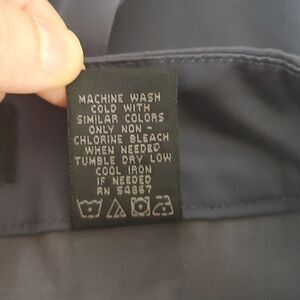 MACHINE WASH
COLD WITH
SIMILAR COLORS
ONLY NON -
CHLORINE BLEACH
WHEN NEEDED
TUMBLE DRY LOW
COOL IRON
IF NEEDED
RN 54867